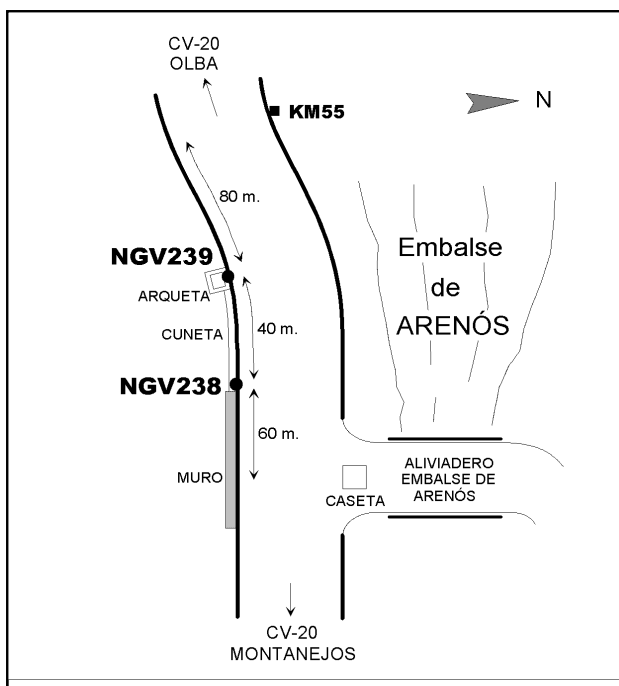 CV-20
OLBA
KM55
N
80 m.
NGV239
ARQUETA
CUNETA
40 m.
Embalse
de
ARENÓS
NGV238
60 m.
MURO
CASETA
ALIVIADERO
EMBALSE DE
ARENÓS
CV-20
MONTANEJOS